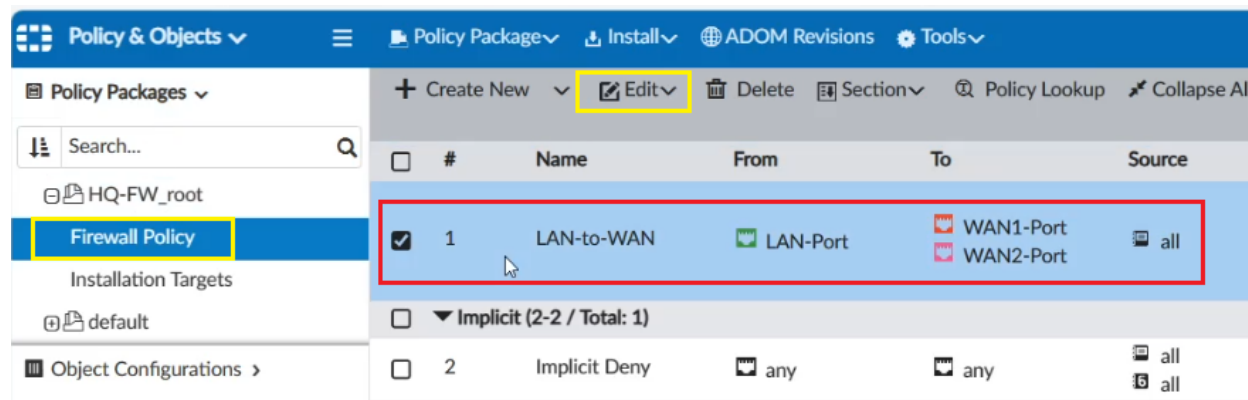 Policy & Objects
Policy Package Install ADOM Revisions Tools
Policy Packages
Create New Edit Delete Section Policy Lookup Collapse Al
Search...
# Name From To Source
HQ-FW_root
Firewall Policy
1 LAN-to-WAN LAN-Port WAN1-Port all
WAN2-Port
Installation Targets
default
Implicit (2-2 / Total: 1)
Object Configurations >
2 Implicit Deny any any all
6 all